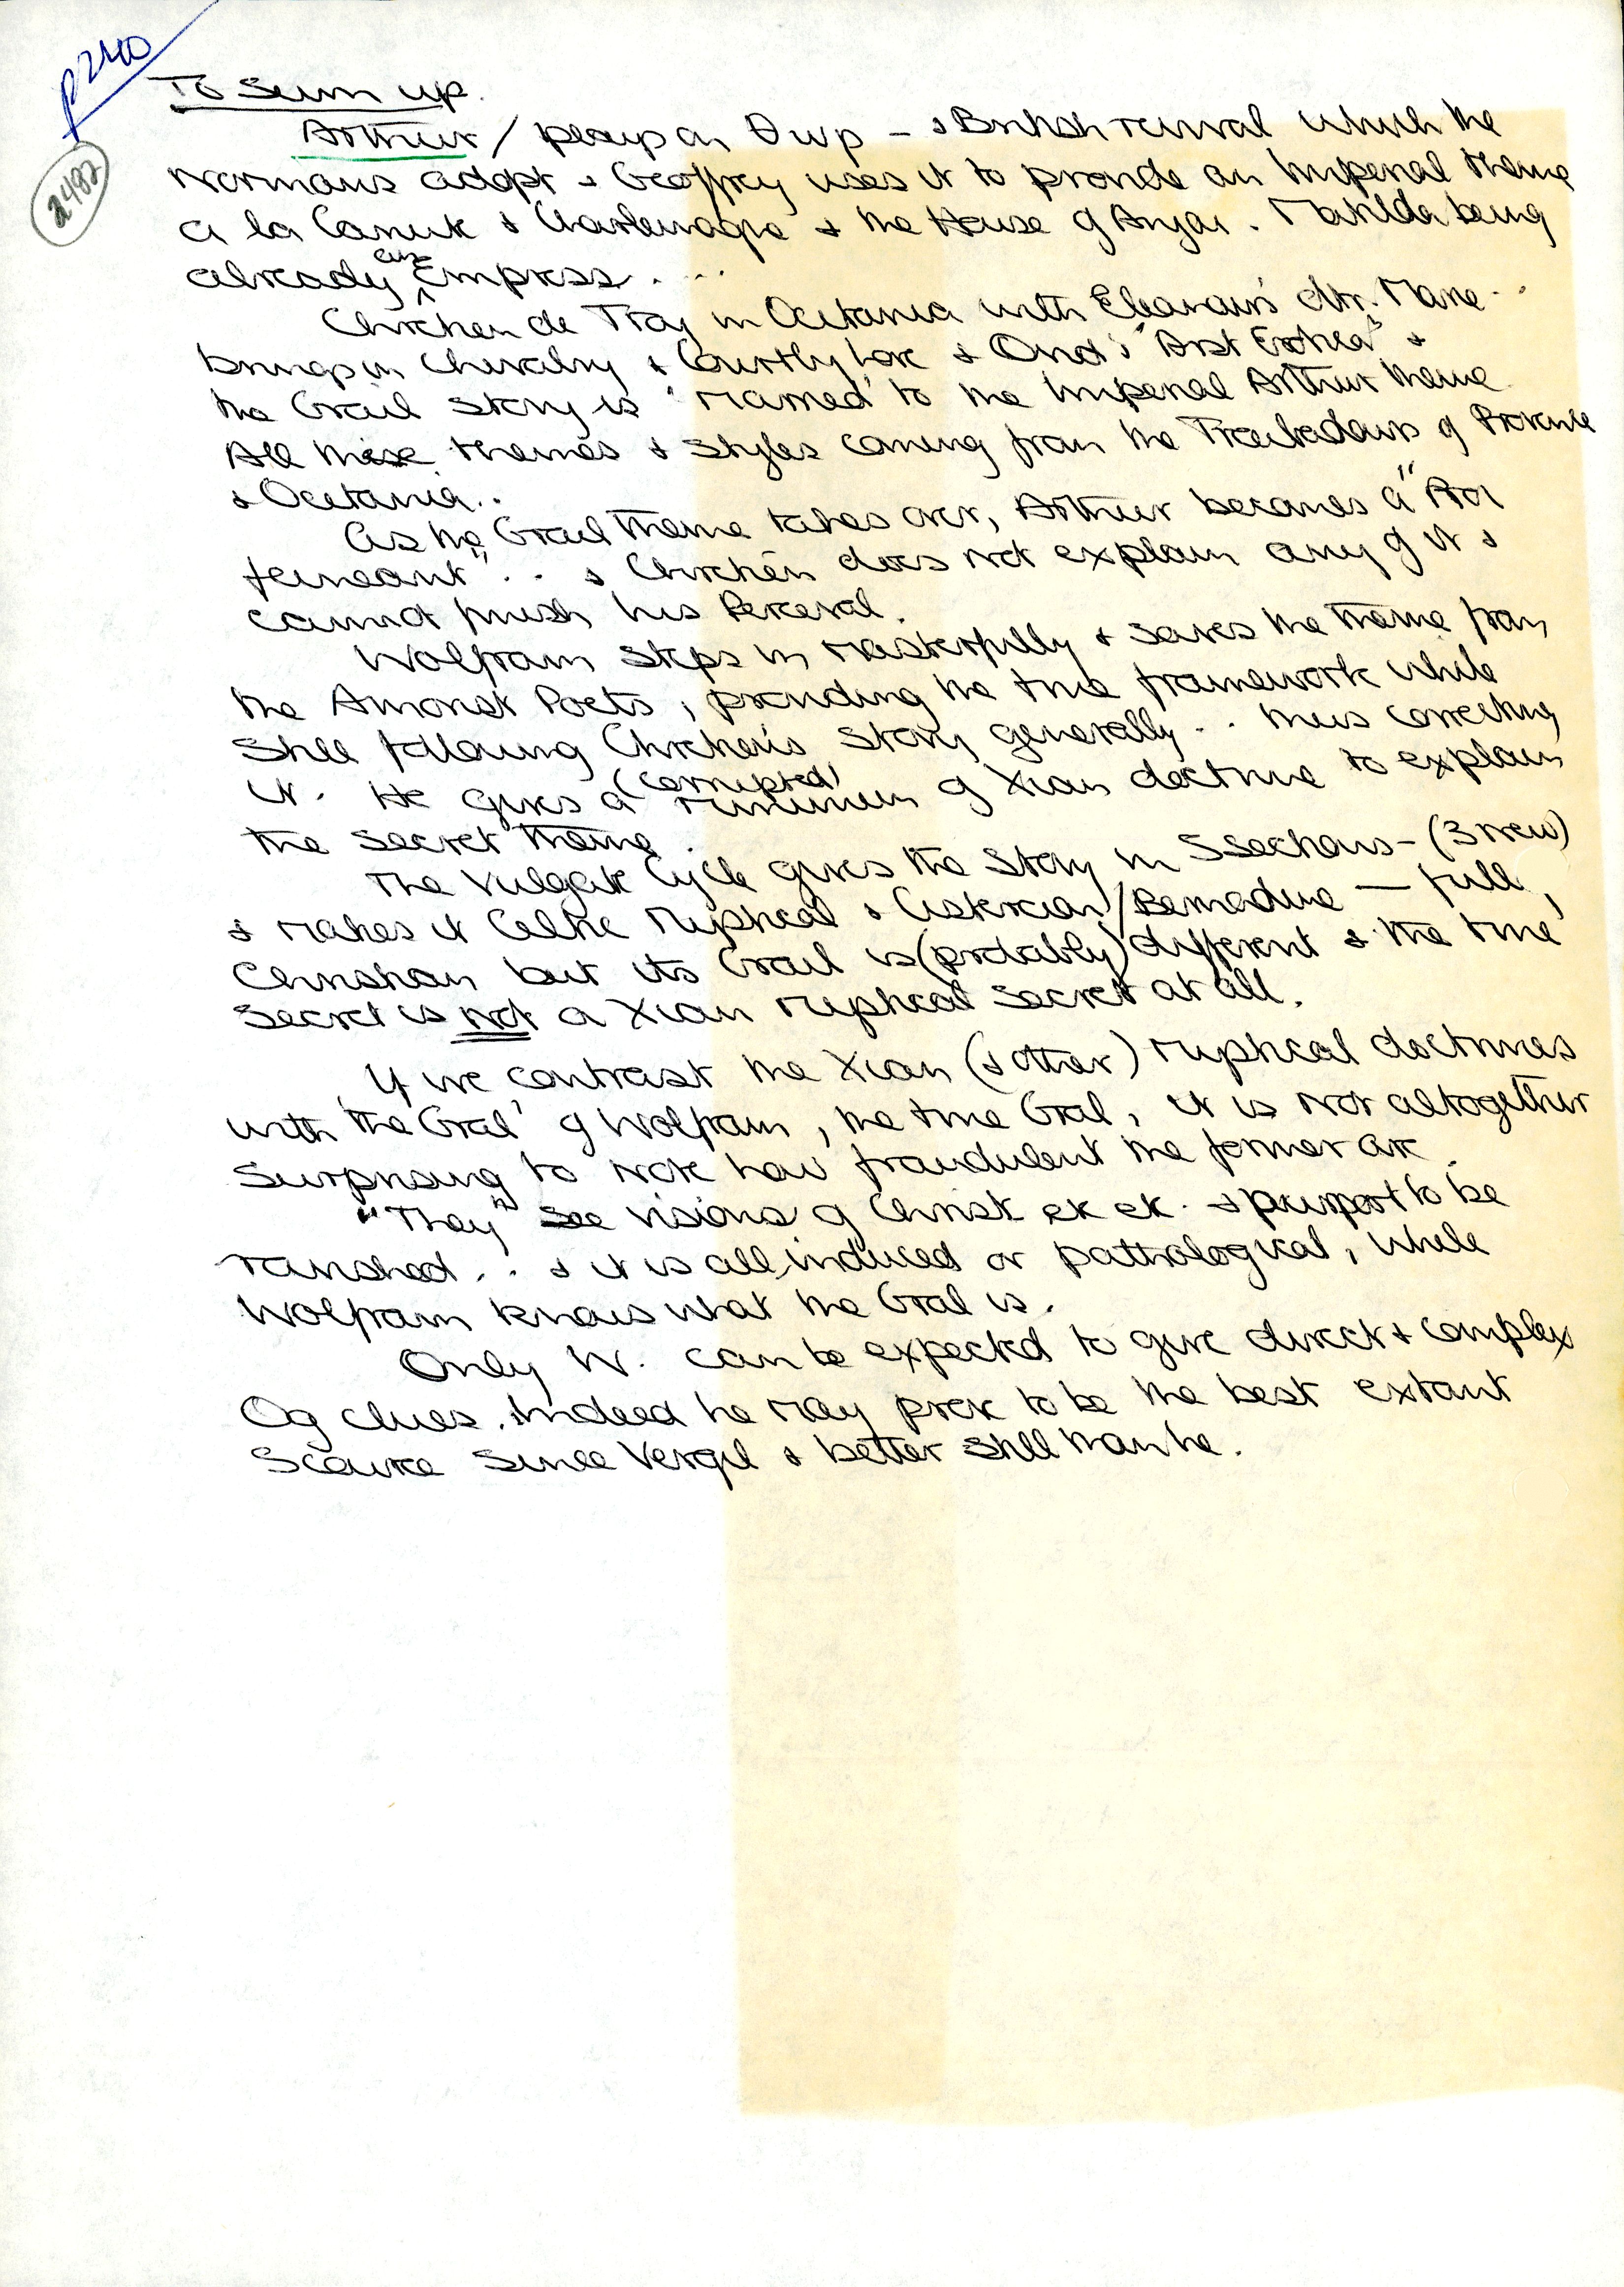 p240
2482
To Sum up.
Arthur / plays on θ wp – & British revival which the
Normans adopt & Geoffrey uses it to provide an Imperial theme
a la Canute & Charlemagne & the House of Anjou. Matilda being
already an Empress. ...
Chrétien de Troy in Occitania with Eleanor's dtr. Marie ..
brings in Chivalry & Courtly love & Ovid's "Arst Erotica" &
the Grail story is 'married' to the Imperial Arthur theme.
All these themes & styles coming from the Troubadours of Provence
& Occitania..
As the "Grail" theme takes over, Arthur becomes a "Roi
feineant" .. & Chrétien does not explain any of it &
cannot finish his Perceval.
Wolfram steps in masterfully & saves the theme from
the Amorist Poets, providing the true framework while
still following Chretien's story generally .. thus correcting
it. He gives a (corrupted) minimum of Xian doctrine to explain
the secret theme.
The Vulgate Cycle gives the story in 5 sections – (3 new)
& makes it Celtic mystical & Cistercian / Bernadine — full,
Christian but its Grail is (probably) different & the 'true'
secret is not a Xian mystical secret at all.
If we contrast the Xian (& other) mystical doctrines
with 'the Gral' of Wolfram, the true Gral, it is not altogether
surprising to note how fraudulent the former are.
"They" see visions of Christ etc etc. & purport to be
ravished .. & it is all induced or pathological, while
Wolfram knows what the Gral is.
Only W. can be expected to give direct & complex
Og clues. Indeed he may prove to be the best extant
source since Vergil & better still than he.